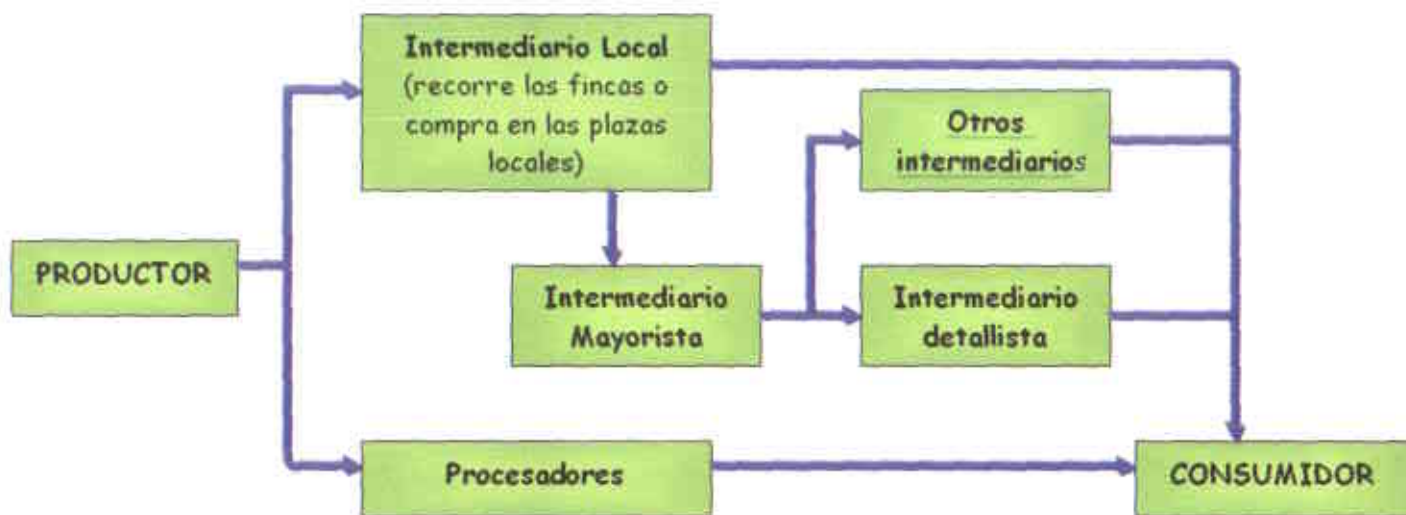 Intermediario Local
(recorre las fincas o
compra en las plazas
locales)
Otros
intermediarios
PRODUCTOR
Intermediario
Mayorista
Intermediario
detallista
Procesadores
CONSUMIDOR